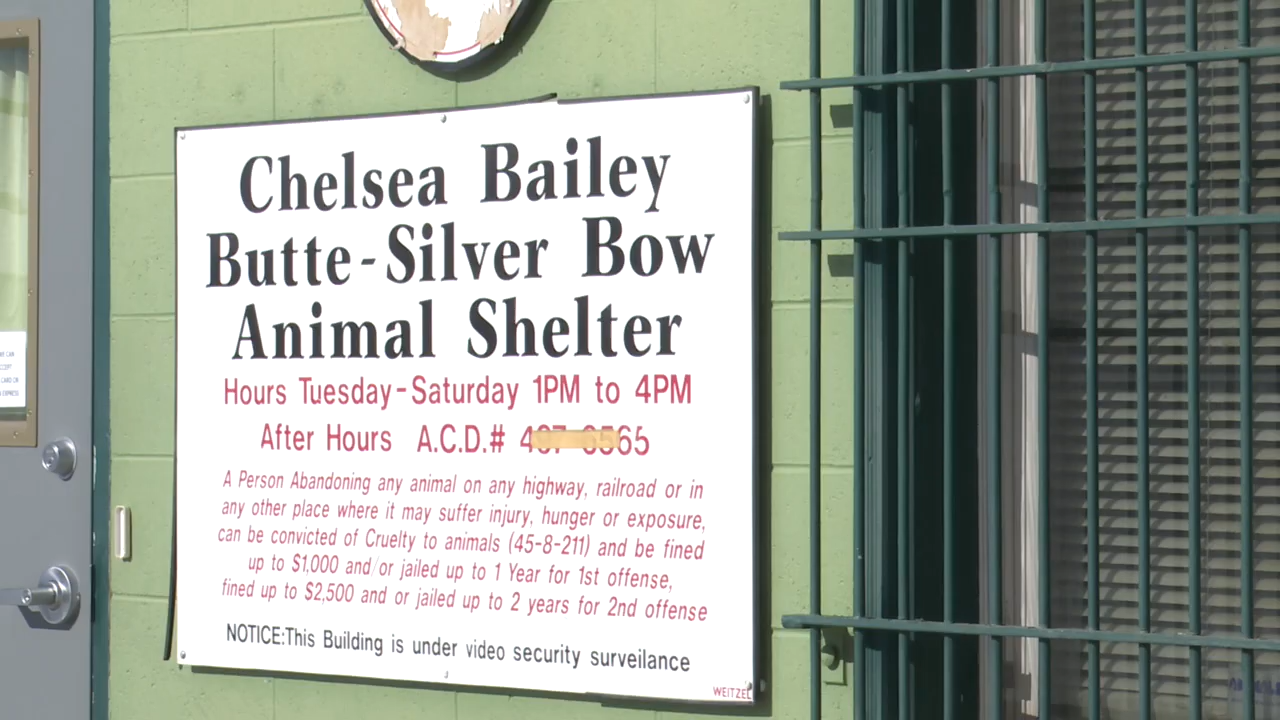 Chelsea Bailey
Butte-Silver Bow
Animal Shelter
Hours Tuesday-Saturday 1PM to 4PM
After Hours A.C.D.#
A Person Abandoning any animal on any highway, railroad or in
any other place where it may suffer injury, hunger or exposure,
can be convicted of Cruelty to animals (45-8-211) and be fined
up to $1,000 and/or jailed up to 1 Year for 1st offense,
fined up to $2,500 and or jailed up to 2 years for 2nd offense
NOTICE:This Building is under video security surveilance
WEITZEL
CAN
CARD OR
EXPRESS